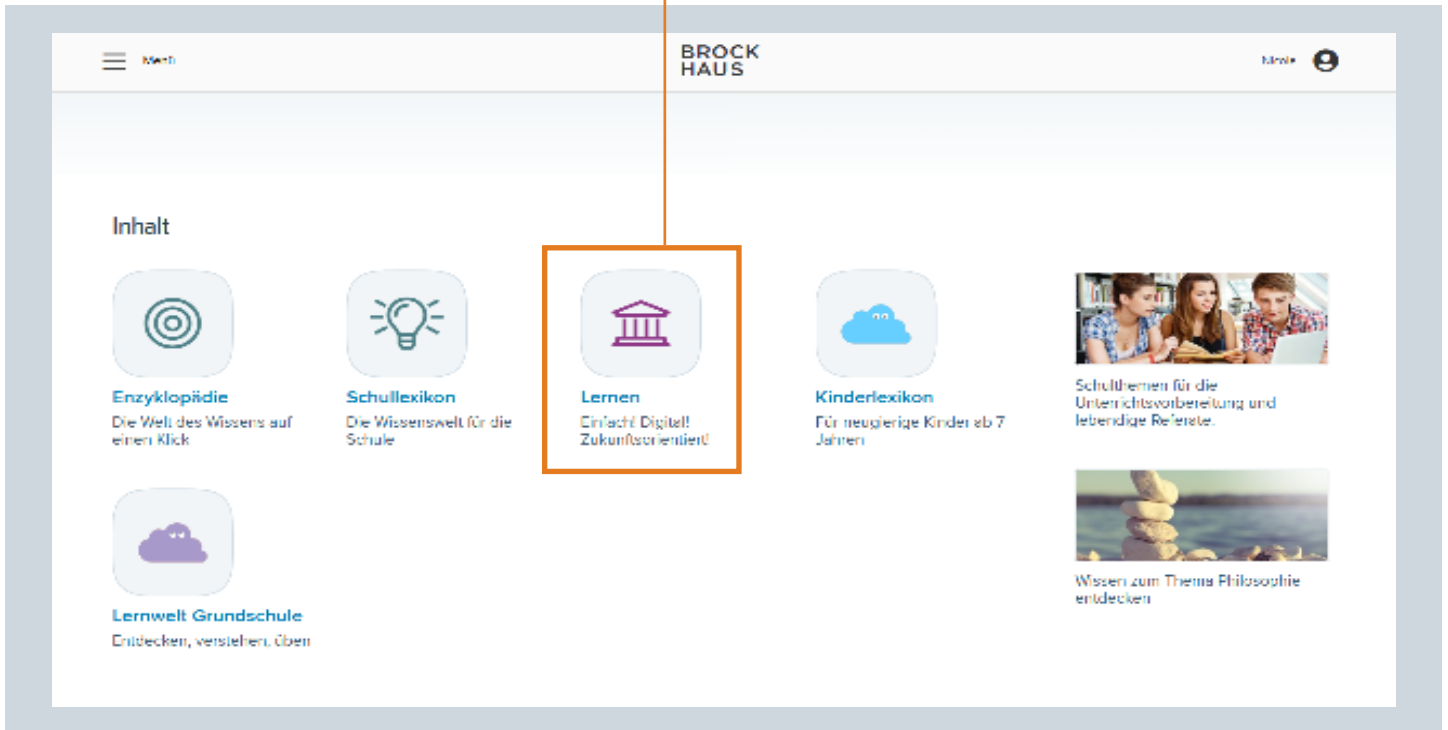 Menü
BROCK
HAUS
Nicole
Inhalt
Enzyklopädie
Die Welt des Wissens auf
einen Klick
Schullexikon
Die Wissenswelt für die
Schule
Lernen
Einfach! Digital!
Zukunftsorientiert!
Kinderlexikon
Für neugierige Kinder ab 7
Jahren
Schulthemen für die
Unterrichtsvorbereitung und
lebendige Referate.
Lernwelt Grundschule
Entdecken, verstehen, üben
Wissen zum Thema Philosophie
entdecken